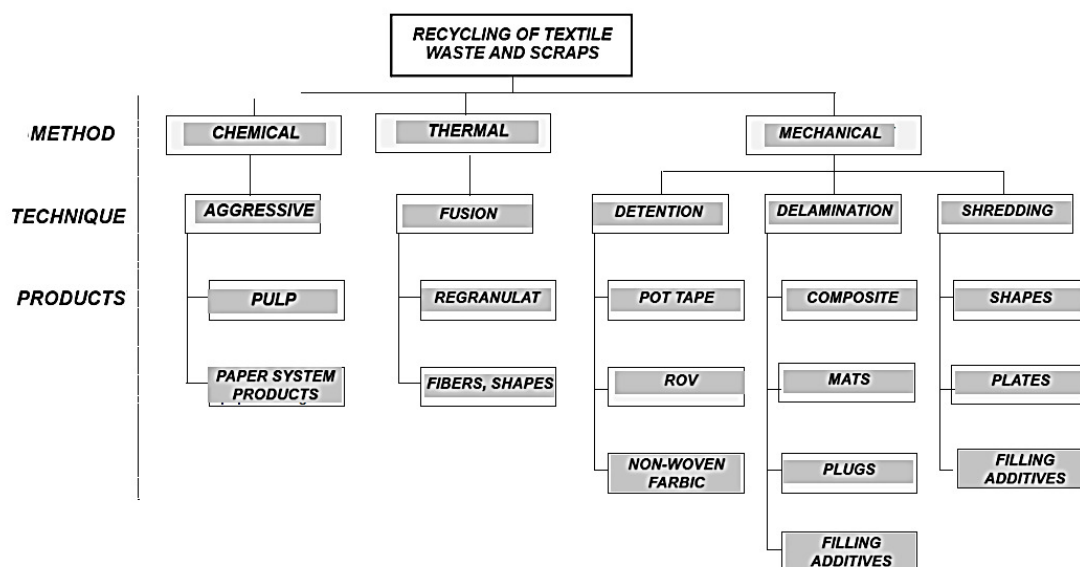 RECYCLING OF TEXTILE
WASTE AND SCRAPS
METHOD
CHEMICAL
THERMAL
MECHANICAL
TECHNIQUE
AGGRESSIVE
FUSION
DETENTION
DELAMINATION
SHREDDING
PRODUCTS
PULP
REGRANULAT
POT TAPE
COMPOSITE
SHAPES
PAPER SYSTEM
PRODUCTS
FIBERS, SHAPES
ROV
MATS
PLATES
NON-WOVEN
FARBIC
PLUGS
FILLING
ADDITIVES
FILLING
ADDITIVES